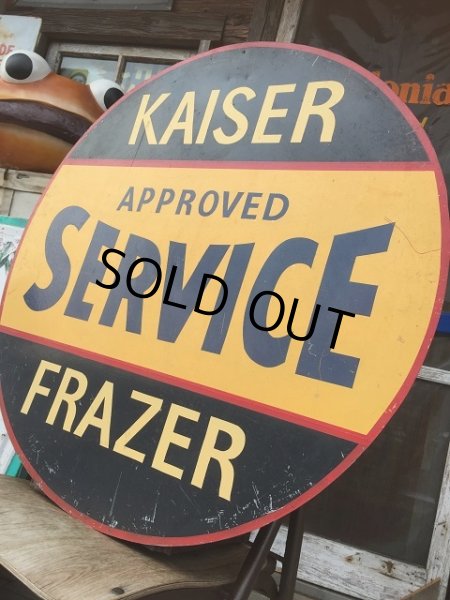 KAISER
APPROVED
SERVICE
SOLD OUT
FRAZER